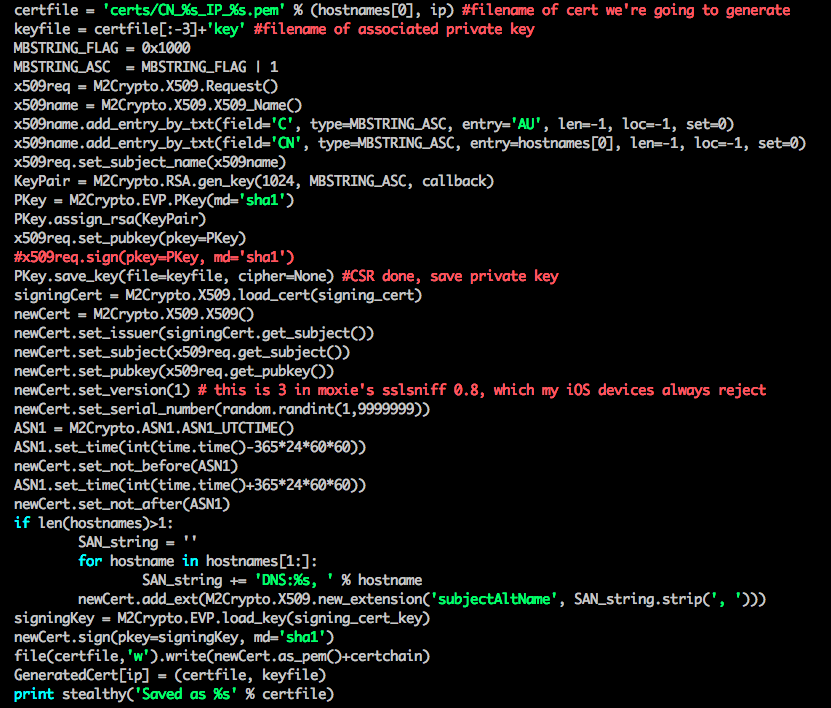 certfile = 'certs/CN_%s_IP_%s.pem' % (hostnames[0], ip) #filename of cert we're going to generate
keyfile = certfile[:-3]+'key' #filename of associated private key
MBSTRING_FLAG = 0x1000
MBSTRING_ASC  = MBSTRING_FLAG | 1
x509req = M2Crypto.X509.Request()
x509name = M2Crypto.X509.X509_Name()
x509name.add_entry_by_txt(field='C', type=MBSTRING_ASC, entry='AU', len=-1, loc=-1, set=0)
x509name.add_entry_by_txt(field='CN', type=MBSTRING_ASC, entry=hostnames[0], len=-1, loc=-1, set=0)
x509req.set_subject_name(x509name)
KeyPair = M2Crypto.RSA.gen_key(1024, MBSTRING_ASC, callback)
PKey = M2Crypto.EVP.PKey(md='sha1')
PKey.assign_rsa(KeyPair)
x509req.set_pubkey(pkey=PKey)
#x509req.sign(pkey=PKey, md='sha1')
PKey.save_key(file=keyfile, cipher=None) #CSR done, save private key
signingCert = M2Crypto.X509.load_cert(signing_cert)
newCert = M2Crypto.X509.X509()
newCert.set_issuer(signingCert.get_subject())
newCert.set_subject(x509req.get_subject())
newCert.set_pubkey(x509req.get_pubkey())
newCert.set_version(1) # this is 3 in moxie's sslsniff 0.8, which my iOS devices always reject
newCert.set_serial_number(random.randint(1,9999999))
ASN1 = M2Crypto.ASN1.ASN1_UTCTIME()
ASN1.set_time(int(time.time()-365*24*60*60))
newCert.set_not_before(ASN1)
ASN1.set_time(int(time.time()+365*24*60*60))
newCert.set_not_after(ASN1)
if len(hostnames)>1:
        SAN_string = ''
        for hostname in hostnames[1:]:
                SAN_string += 'DNS:%s, ' % hostname
        newCert.add_ext(M2Crypto.X509.new_extension('subjectAltName', SAN_string.strip(', ')))
signingKey = M2Crypto.EVP.load_key(signing_cert_key)
newCert.sign(pkey=signingKey, md='sha1')
file(certfile,'w').write(newCert.as_pem()+certchain)
GeneratedCert[ip] = (certfile, keyfile)
print stealthy('Saved as %s' % certfile)